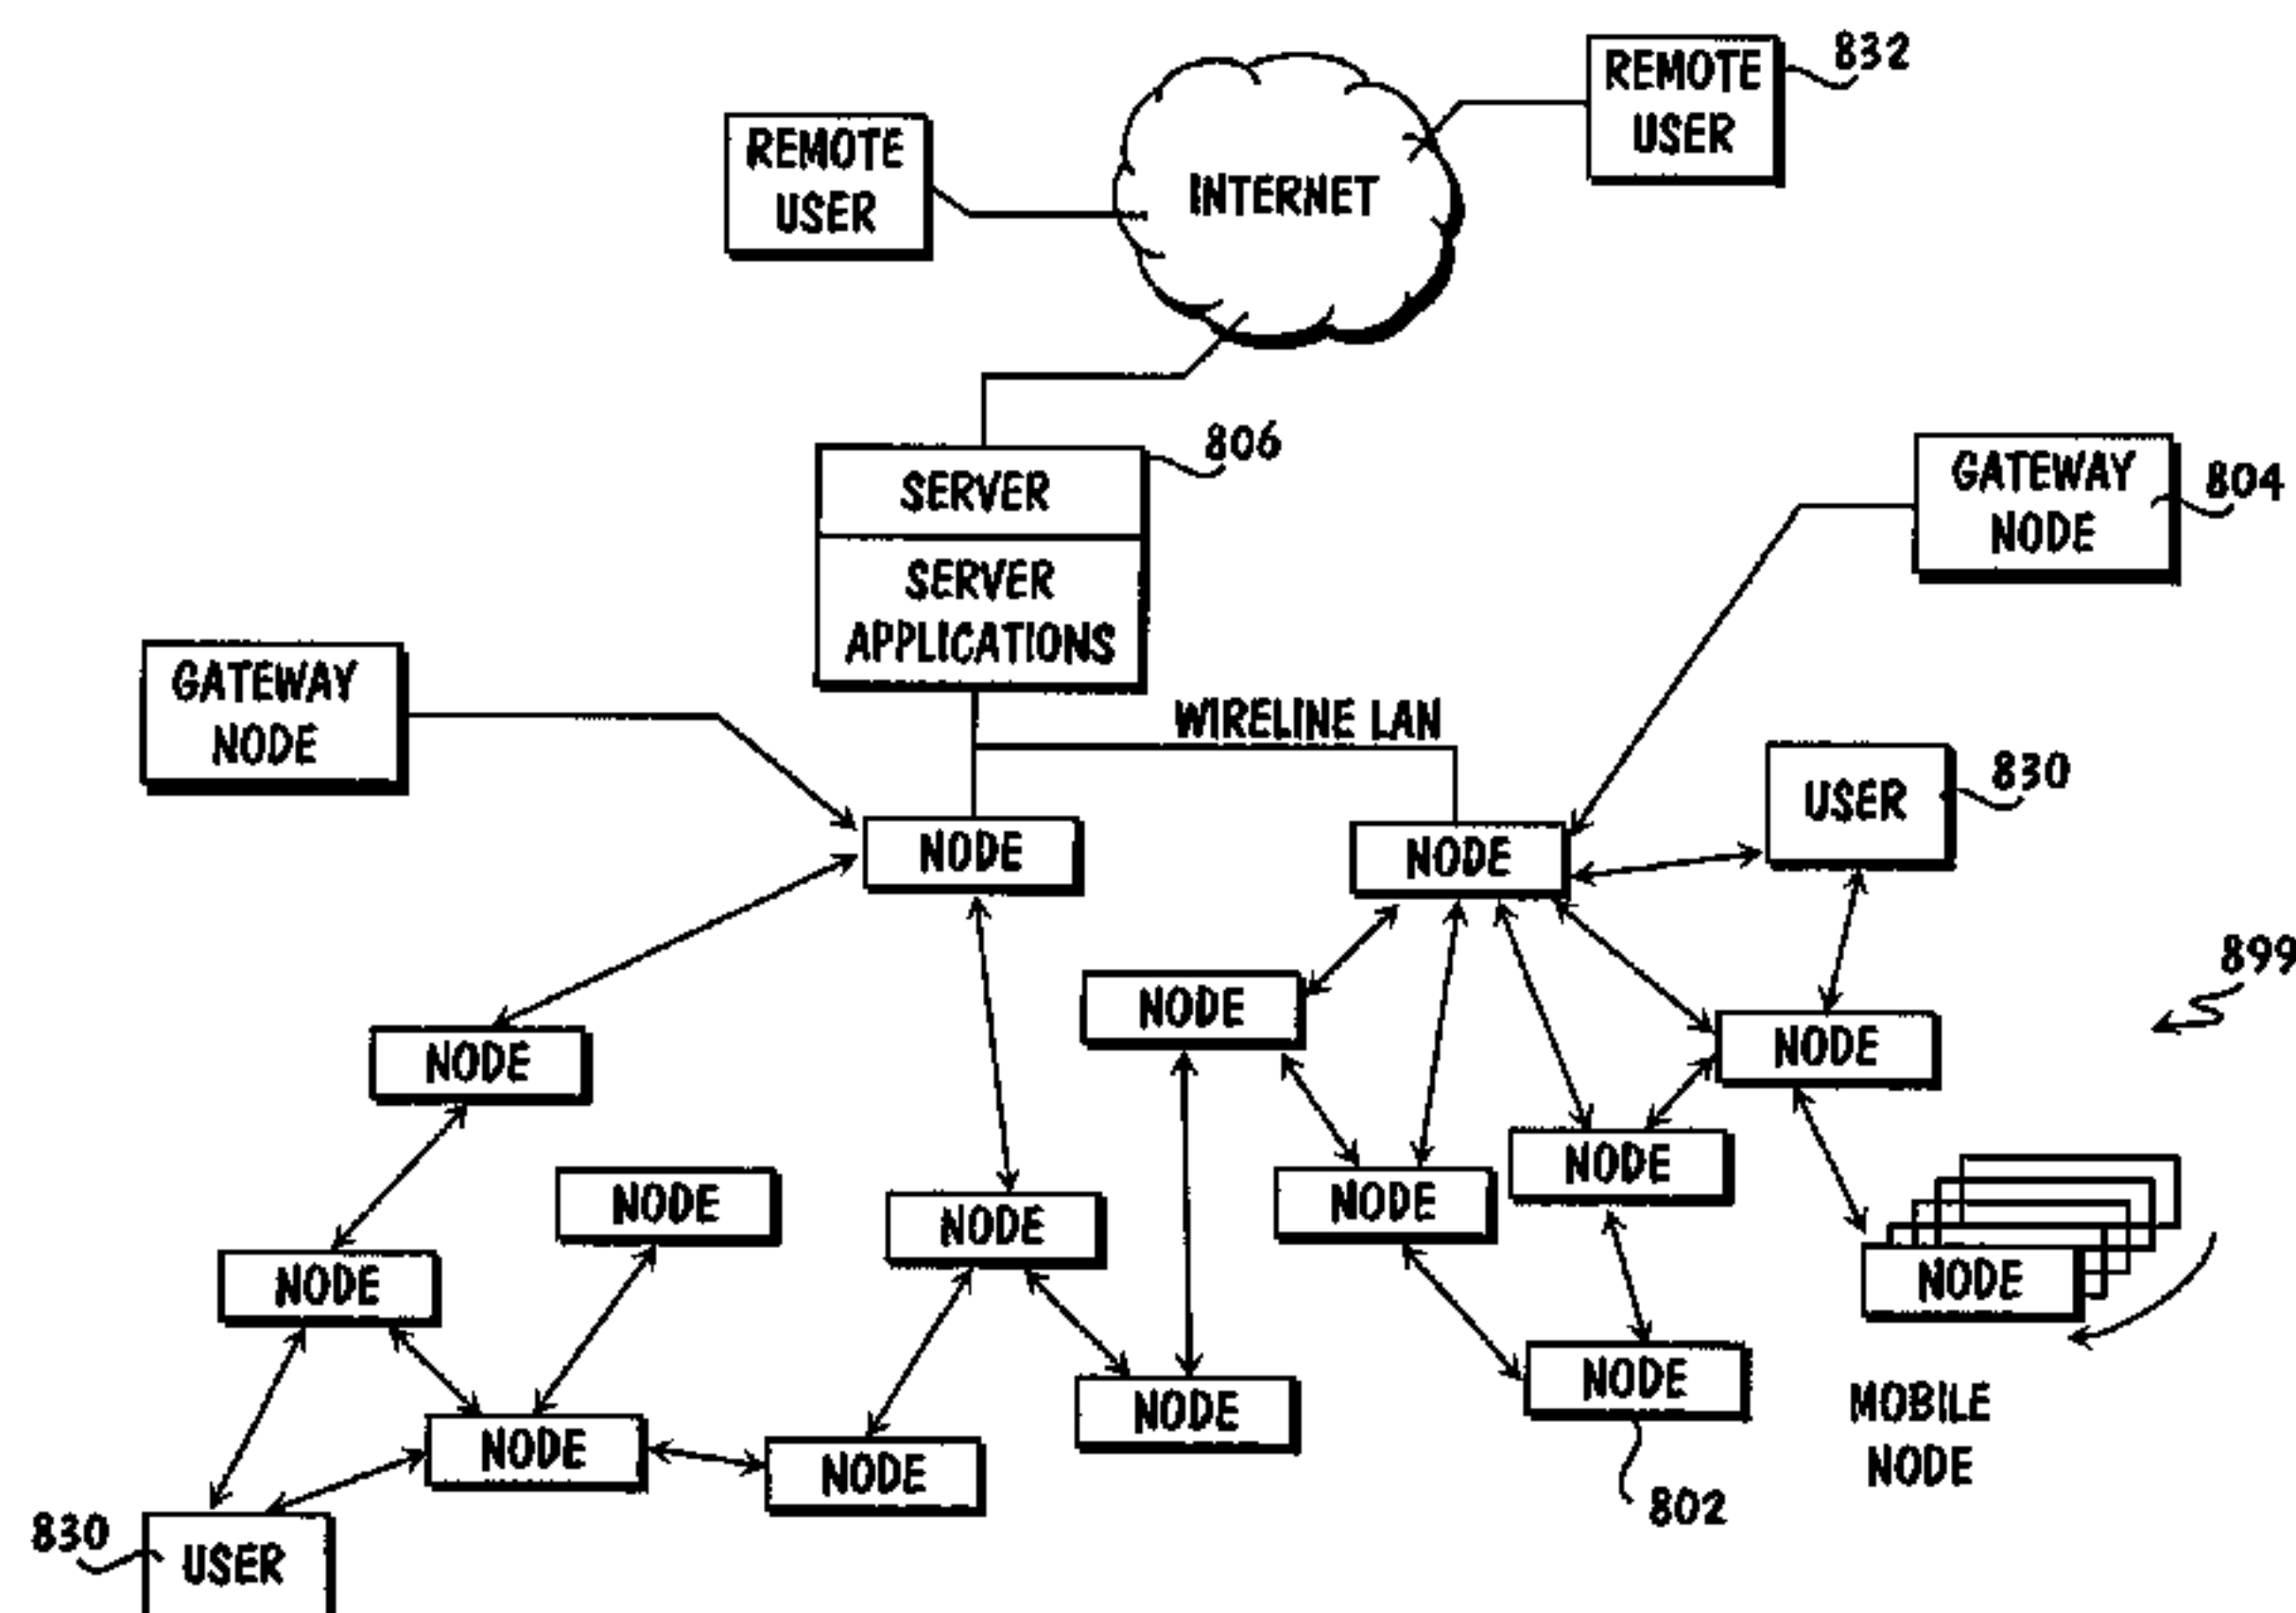 832
REMOTE
USER
REMOTE
USER
INTERNET
806
SERVER
804
GATEWAY
NODE
SERVER
APPLICATIONS
GATEWAY
NODE
WIRELINE LAN
830
USER
NODE
NODE
899
NODE
NODE
NODE
NODE
NODE
NODE
NODE
NODE
NODE
NODE
NODE
NODE
NODE
NODE
MOBILE
NODE
802
830
USER